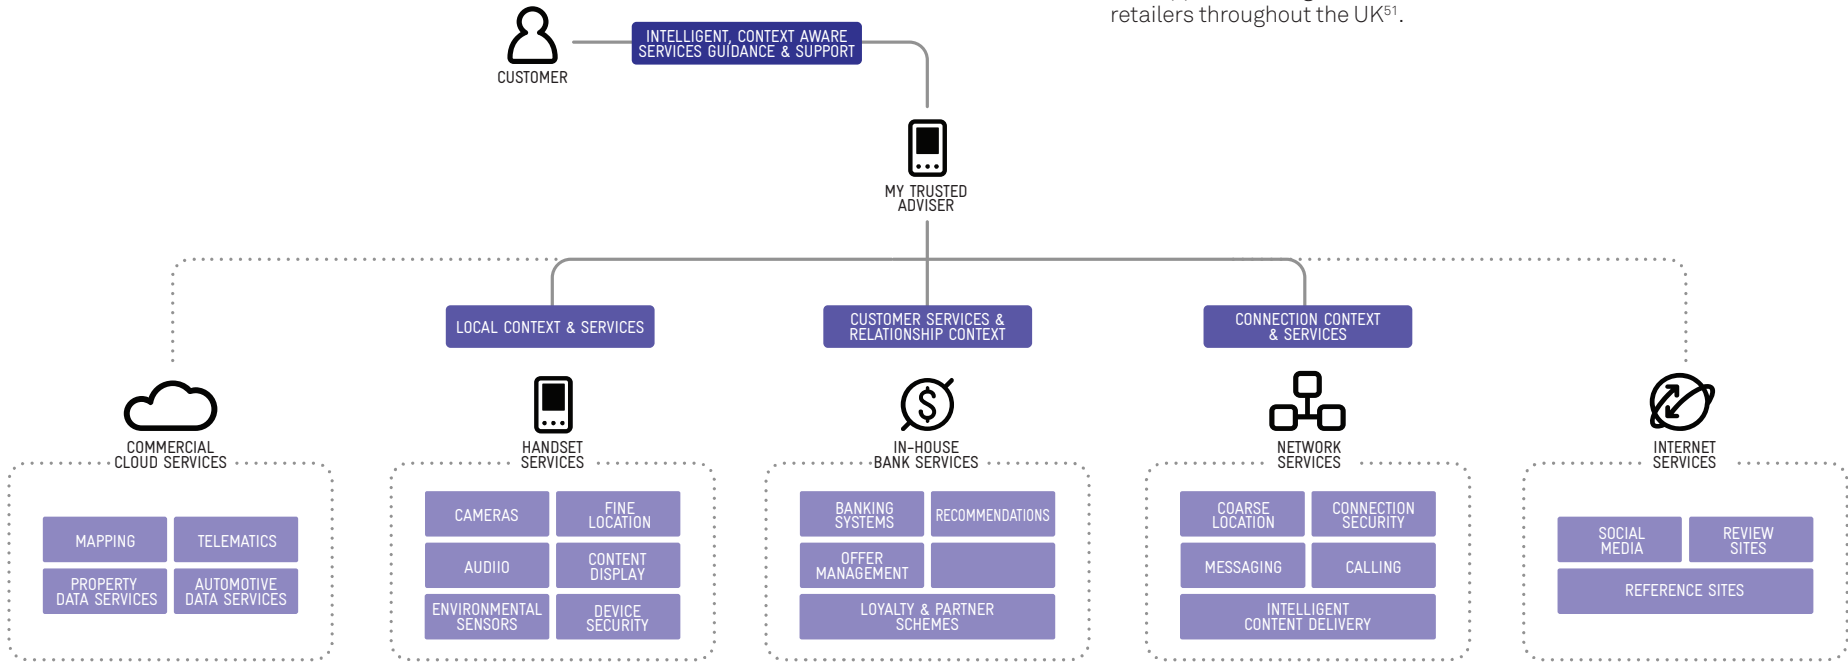 retailers throughout the UK51.
INTELLIGENT, CONTEXT AWARE
SERVICES GUIDANCE & SUPPORT
CUSTOMER
MY TRUSTED
ADVISER
LOCAL CONTEXT & SERVICES
CUSTOMER SERVICES &
RELATIONSHIP CONTEXT
CONNECTION CONTEXT
& SERVICES
COMMERCIAL
CLOUD SERVICES
MAPPING
TELEMATICS
PROPERTY
DATA SERVICES
AUTOMOTIVE
DATA SERVICES
HANDSET
SERVICES
CAMERAS
FINE
LOCATION
AUDIIO
CONTENT
DISPLAY
ENVIRONMENTAL
SENSORS
DEVICE
SECURITY
IN-HOUSE
BANK SERVICES
BANKING
SYSTEMS
RECOMMENDATIONS
OFFER
MANAGEMENT
LOYALTY & PARTNER
SCHEMES
NETWORK
SERVICES
COARSE
LOCATION
CONNECTION
SECURITY
MESSAGING
CALLING
INTELLIGENT
CONTENT DELIVERY
INTERNET
SERVICES
SOCIAL
MEDIA
REVIEW
SITES
REFERENCE SITES